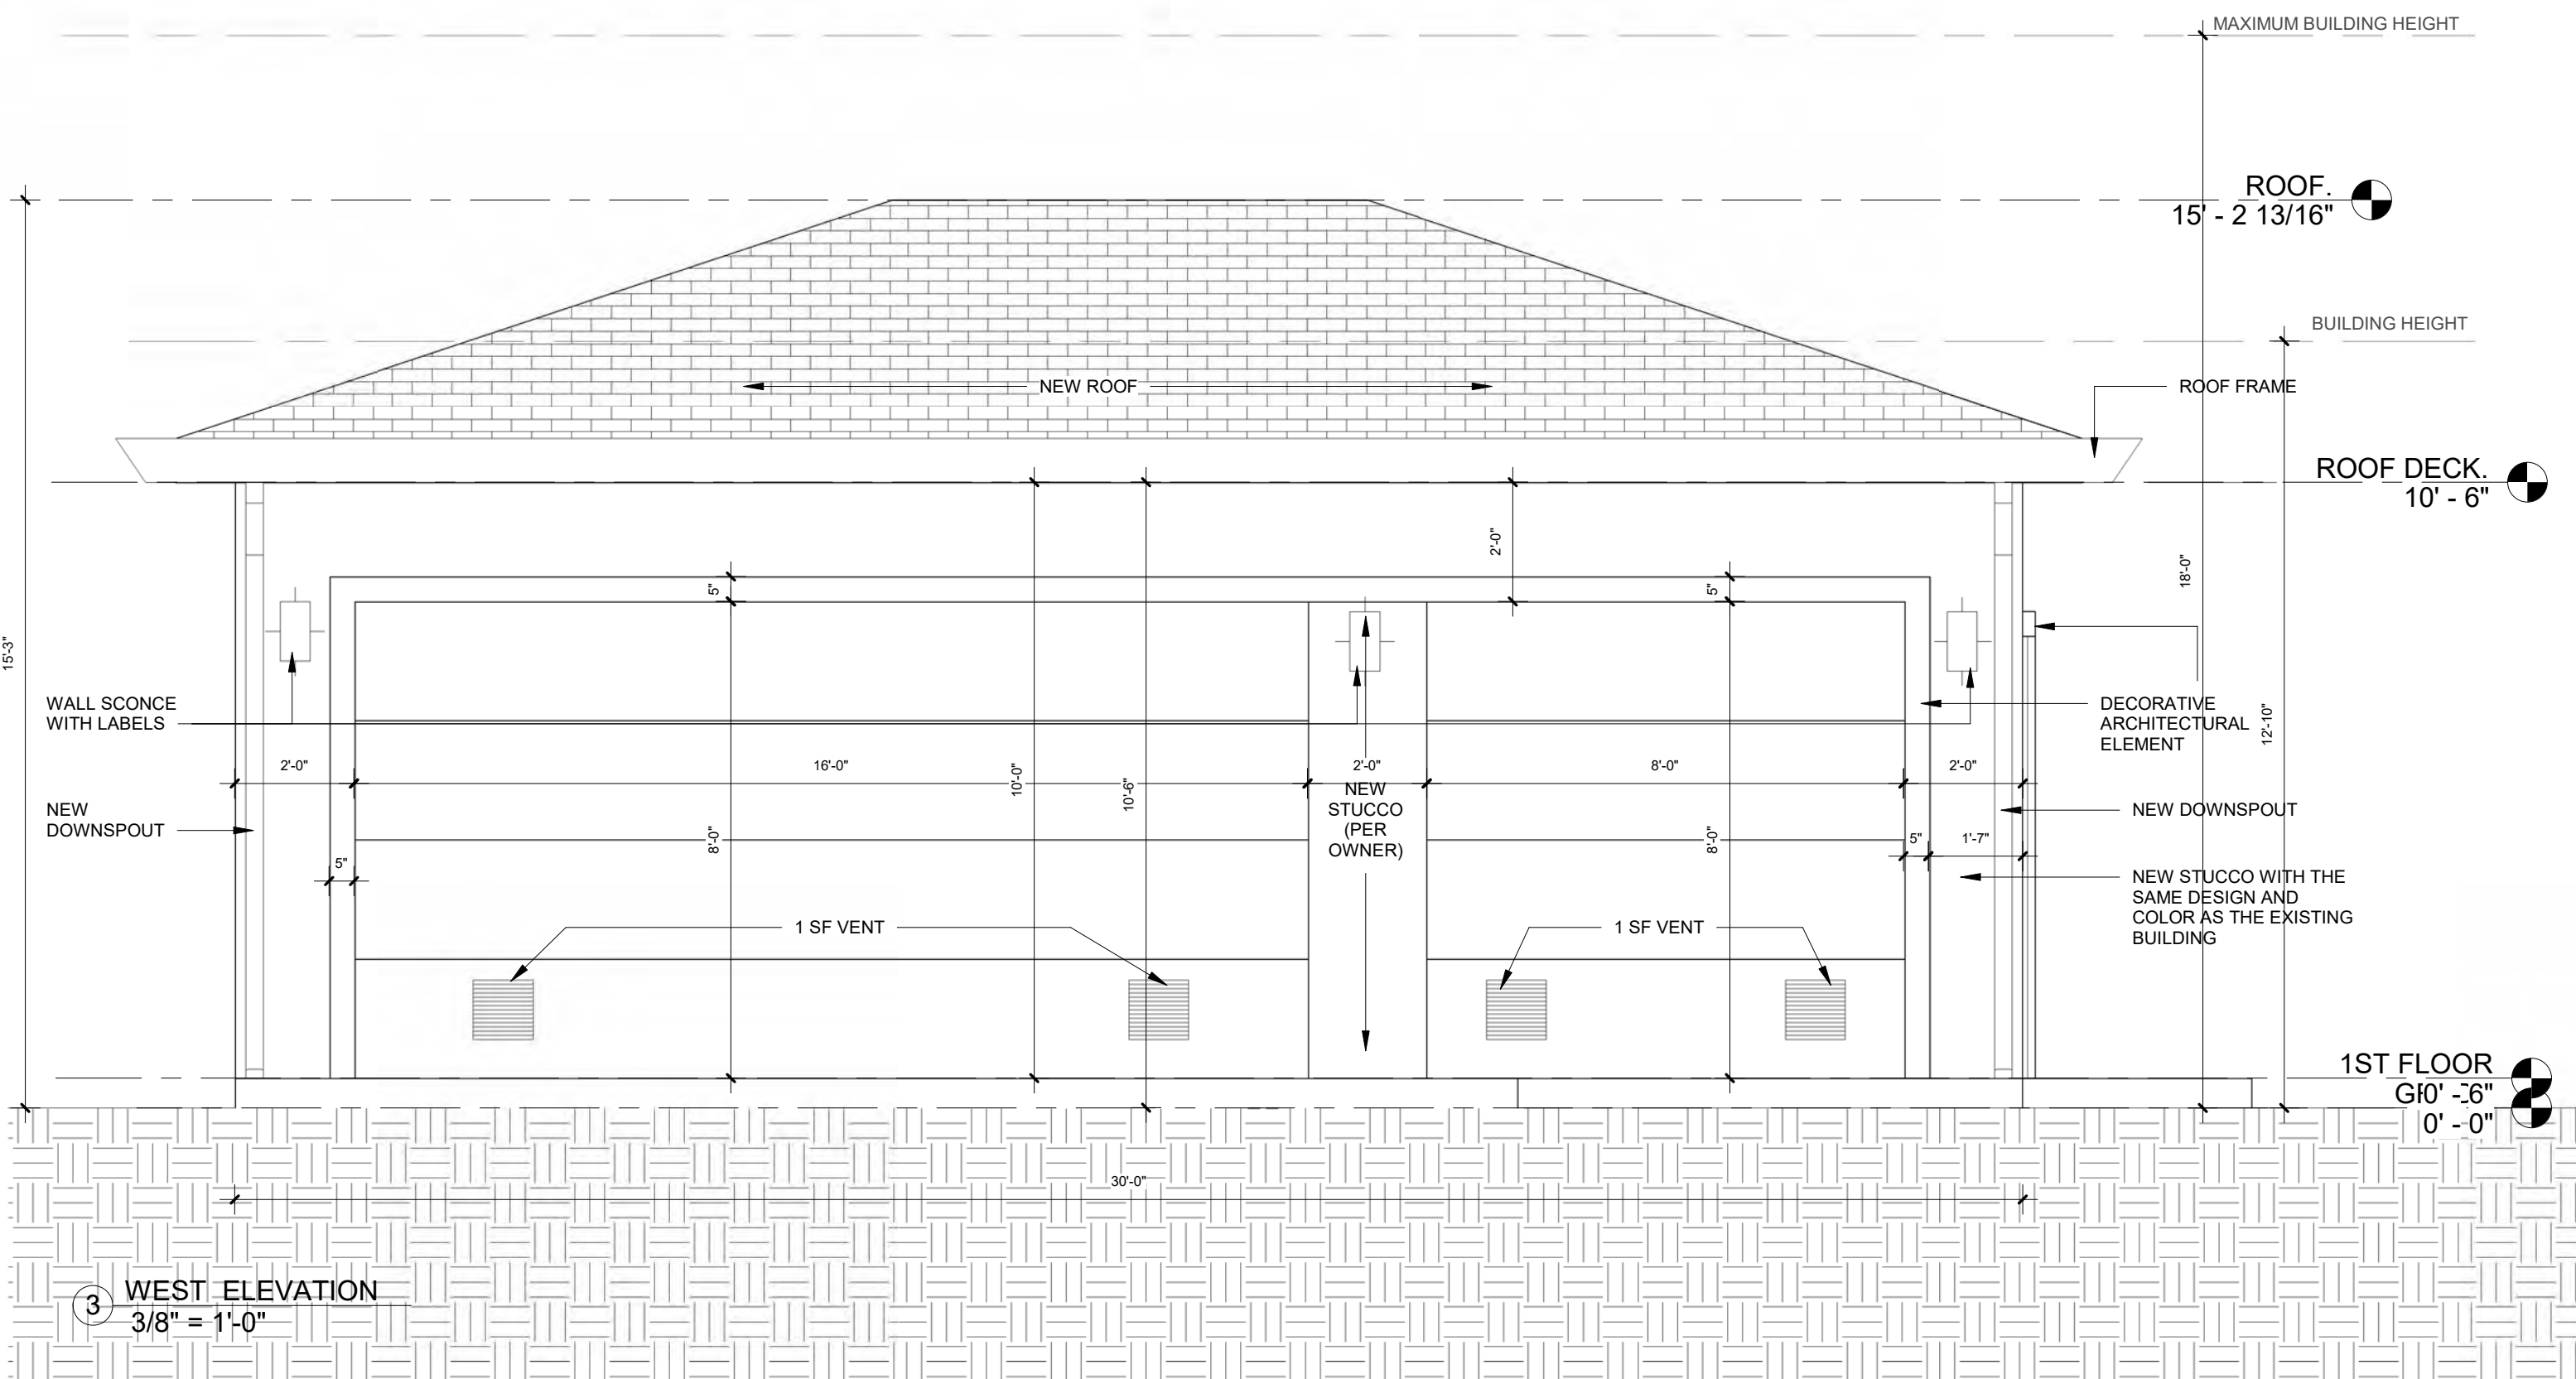 MAXIMUM BUILDING HEIGHT
ROOF.
15' - 2 13/16"
BUILDING HEIGHT
NEW ROOF
ROOF FRAME
ROOF DECK.
10' - 6"
2'-0"
18'-0"
5"
5"
15'-3"
WALL SCONCE
WITH LABELS
DECORATIVE
ARCHITECTURAL
ELEMENT
12'-10"
2'-0"
16'-0"
10'-0"
10'-6"
2'-0"
8'-0"
2'-0"
NEW
STUCCO
(PER
OWNER)
NEW
DOWNSPOUT
NEW DOWNSPOUT
8'-0"
8'-0"
5"
5"
1'-7"
NEW STUCCO WITH THE
SAME DESIGN AND
COLOR AS THE EXISTING
BUILDING
1 SF VENT
1 SF VENT
1ST FLOOR
0' - 6"
0' - 0"
30'-0"
3
WEST ELEVATION
3/8" = 1'-0"